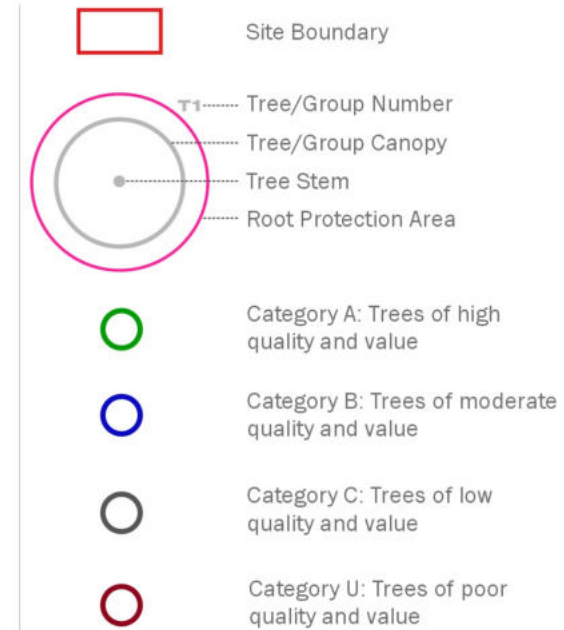 Site Boundary
T1
Tree/Group Number
Tree/Group Canopy
Tree Stem
Root Protection Area
Category A: Trees of high
quality and value
Category B: Trees of moderate
quality and value
Category C: Trees of low
quality and value
Category U: Trees of poor
quality and value